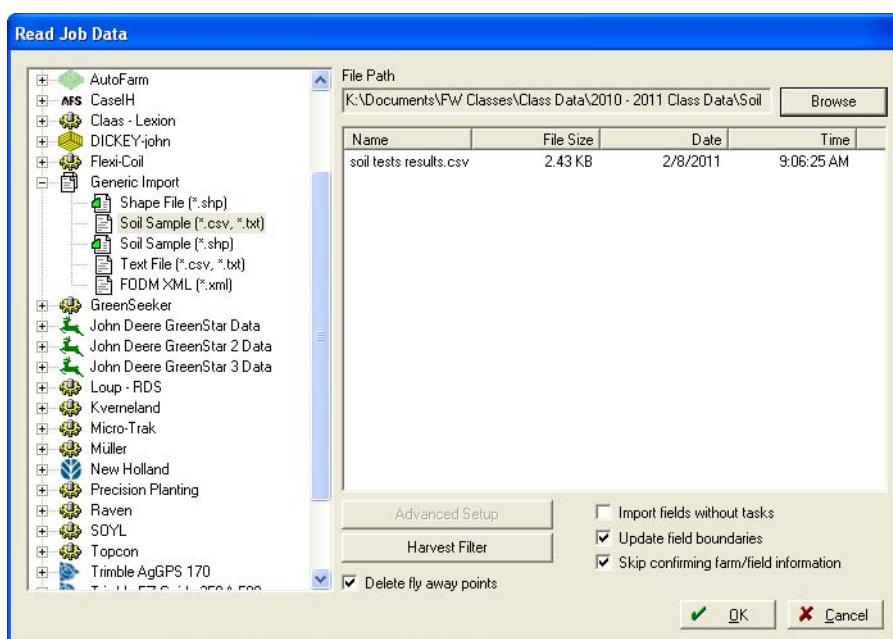 Read Job Data
AutoFarm
AFS CaseIH
Claas - Lexion
DICKEY-john
Flexi-Coil
Generic Import
Shape File (*.shp)
Soil Sample (*.csv, *.txt)
Soil Sample (*.shp)
Text File (*.csv, *.txt)
FODM XML (*.xml)
GreenSeeker
John Deere GreenStar Data
John Deere GreenStar 2 Data
John Deere GreenStar 3 Data
Loup - RDS
Kverneland
Micro-Trak
Müller
New Holland
Precision Planting
Raven
SOYL
Topcon
Trimble AgGPS 170
File Path
K:\Documents\FW Classes\Class Data\2010 - 2011 Class Data\Soil
Browse
Name File Size Date Time
soil tests results.csv 2.43 KB 2/8/2011 9:06:25 AM
Advanced Setup
Harvest Filter
Delete fly away points
Import fields without tasks
Update field boundaries
Skip confirming farm/field information
OK
Cancel